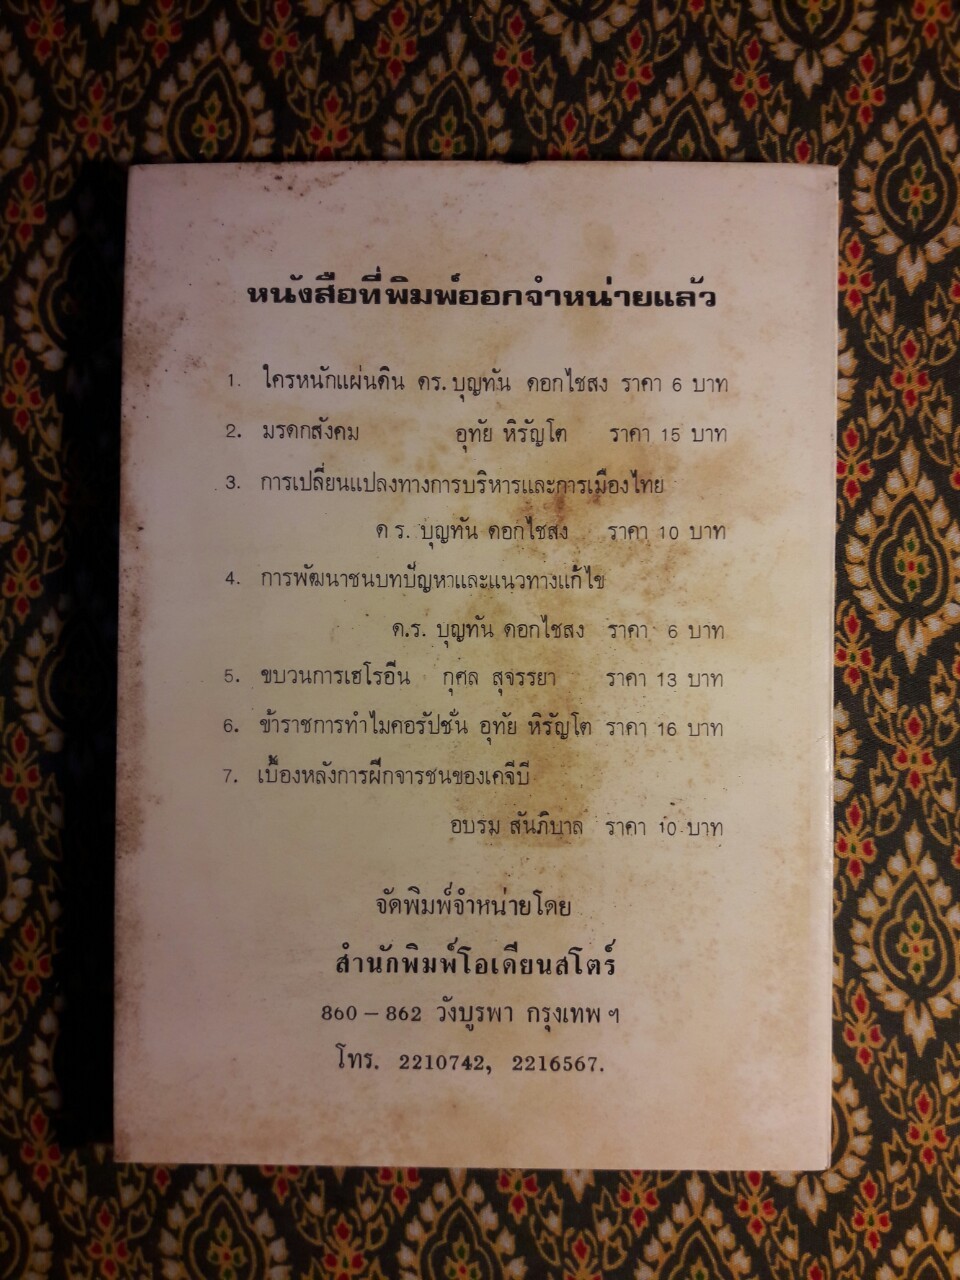 หนังสือที่พิมพ์ออกจำหน่ายแล้ว
1. ใครหนักแผ่นดิน ดร. บุญทัน ดอกไชสง ราคา 6 บาท
2. มรดกสังคม อุทัย หิรัญโต ราคา 15 บาท
3. การเปลี่ยนแปลงทางการบริหารและการเมืองไทย
ด ร. บุญทัน ดอกไชสง ราคา 10 บาท
4. การพัฒนาชนบทปัญหาและแนวทางแก้ไข
ด.ร. บุญทัน ดอกไชสง ราคา 6 บาท
5. ขบวนการเฮโรอีน กุศล สุจรรยา ราคา 13 บาท
6. ข้าราชการทำไมคอรัปชั่น อุทัย หิรัญโต ราคา 16 บาท
7. เบื้องหลังการฝึกจารชนของเคจีบี
อบรม สันภิบาล ราคา 10 บาท
จัดพิมพ์จำหน่ายโดย
สำนักพิมพ์โอเดียนสโตร์
860 – 862 วังบูรพา กรุงเทพ ฯ
โทร. 2210742, 2216567.